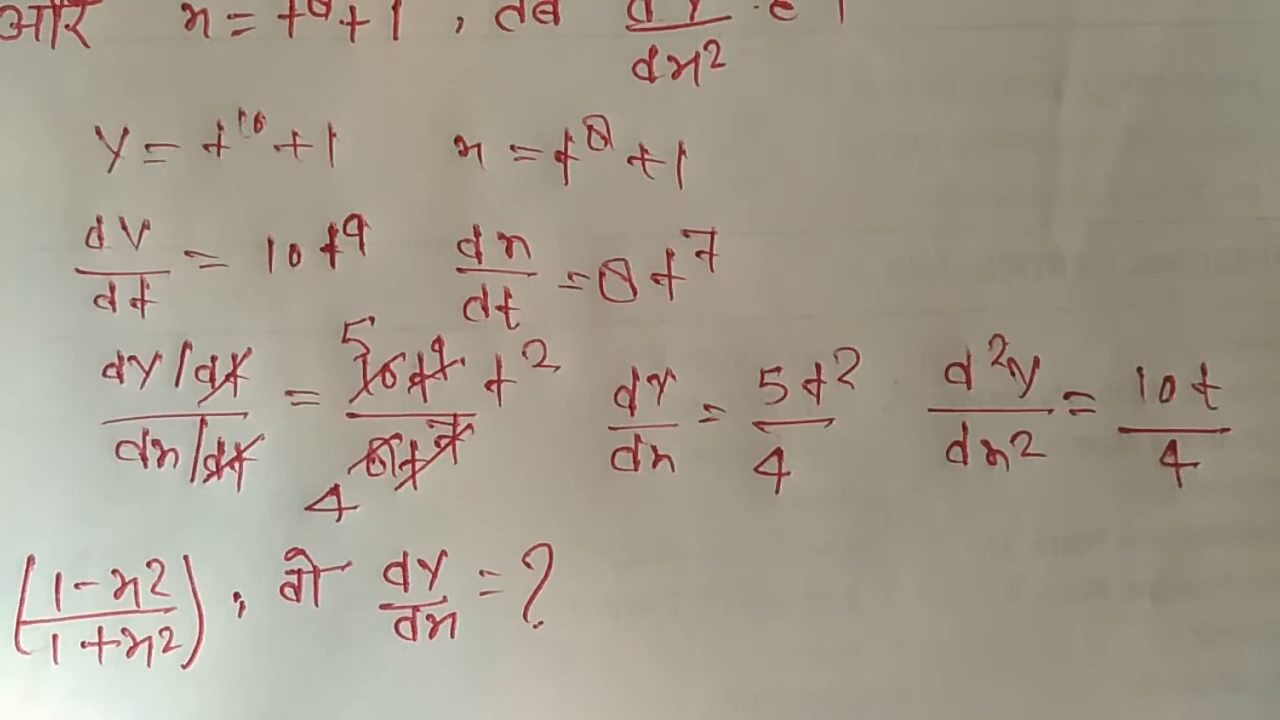 और x = t⁸ + 1 , तब d²y/dx² है ।
y = t¹⁰ + 1 x = t⁸ + 1
dy/dt = 10t⁹ dx/dt = 8t⁷
(dy/dt)/(dx/dt) = 5 10t⁹/8t⁷ t² 4 dy/dx = 5t²/4 d²y/dx² = 10t/4
((1-x²)/(1+x²)), तो dy/dx = ?